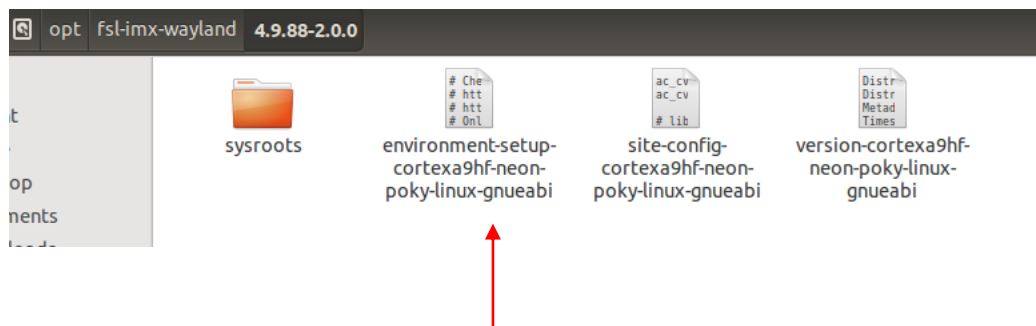 opt fsl-imx-wayland 4.9.88-2.0.0
# Che
# htt
# htt
# Onl
ac_cv
ac_cv
# lib
Distr
Distr
Metad
Times
sysroots
environment-setup-
cortexa9hf-neon-
poky-linux-gnueabi
site-config-
cortexa9hf-neon-
poky-linux-gnueabi
version-cortexa9hf-
neon-poky-linux-
gnueabi
t
op
ments